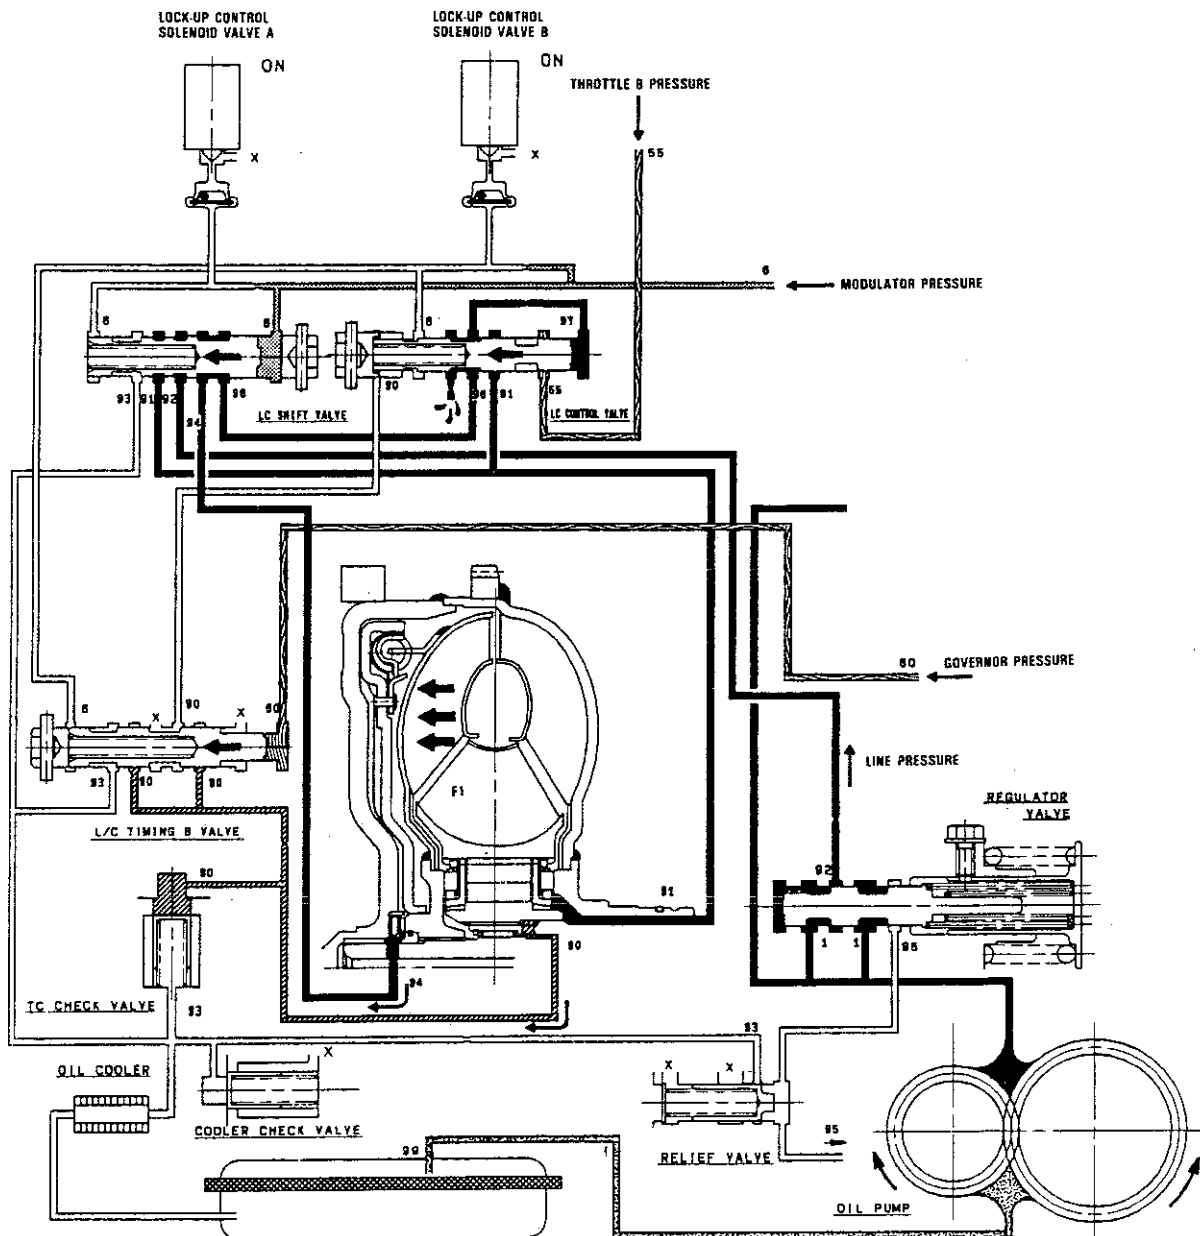 LOCK-UP CONTROL
SOLENOID VALVE A
LOCK-UP CONTROL
SOLENOID VALVE B
ON
ON
THROTTLE B PRESSURE
X
X
55
6
MODULATOR PRESSURE
6
6
6
97
93
91
92
94
96
LC SHIFT VALVE
90
96
91
55
LC CONTROL VALVE
60
GOVERNOR PRESSURE
6
X
90
X
60
93
90
90
L/C TIMING B VALVE
F1
LINE PRESSURE
REGULATOR
VALVE
92
1
1
95
90
91
90
94
TC CHECK VALVE
93
93
OIL COOLER
X
COOLER CHECK VALVE
X
X
RELIEF VALVE
95
99
OIL PUMP